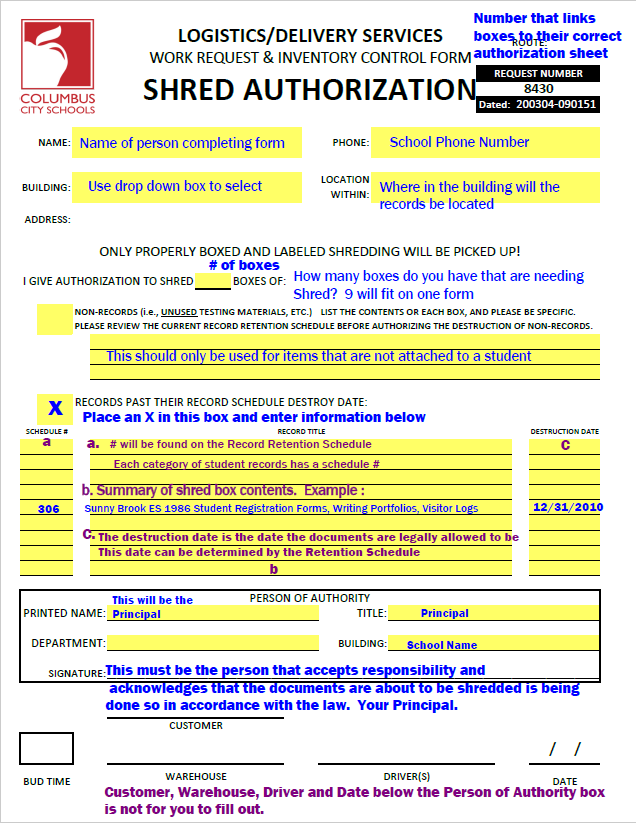 Number that links
boxes to their correct
authorization sheet
LOGISTICS/DELIVERY SERVICES
ROUTE:
WORK REQUEST & INVENTORY CONTROL FORM
SHRED AUTHORIZATION
REQUEST NUMBER
8430
Dated: 200304-090151
COLUMBUS
CITY SCHOOLS
NAME: Name of person completing form
PHONE: School Phone Number
BUILDING: Use drop down box to select
LOCATION
WITHIN: Where in the building will the
records be located
ADDRESS:
ONLY PROPERLY BOXED AND LABELED SHREDDING WILL BE PICKED UP!
# of boxes
I GIVE AUTHORIZATION TO SHRED BOXES OF: How many boxes do you have that are needing
Shred? 9 will fit on one form
NON-RECORDS (i.e., UNUSED TESTING MATERIALS, ETC.) LIST THE CONTENTS OR EACH BOX, AND PLEASE BE SPECIFIC.
PLEASE REVIEW THE CURRENT RECORD RETENTION SCHEDULE BEFORE AUTHORIZING THE DESTRUCTION OF NON-RECORDS.
This should only be used for items that are not attached to a student
X RECORDS PAST THEIR RECORD SCHEDULE DESTROY DATE:
Place an X in this box and enter information below
SCHEDULE # RECORD TITLE DESTRUCTION DATE
a a. # will be found on the Record Retention Schedule C
Each category of student records has a schedule #
b. Summary of shred box contents. Example :
306 Sunny Brook ES 1986 Student Registration Forms, Writing Portfolios, Visitor Logs 12/31/2010
C. The destruction date is the date the documents are legally allowed to be
This date can be determined by the Retention Schedule
b
This will be the PERSON OF AUTHORITY
PRINTED NAME: Principal TITLE: Principal
DEPARTMENT: BUILDING: School Name
SIGNATURE: This must be the person that accepts responsibility and
acknowledges that the documents are about to be shredded is being
done so in accordance with the law. Your Principal.
CUSTOMER
/ /
BUD TIME WAREHOUSE DRIVER(S) DATE
Customer, Warehouse, Driver and Date below the Person of Authority box
is not for you to fill out.